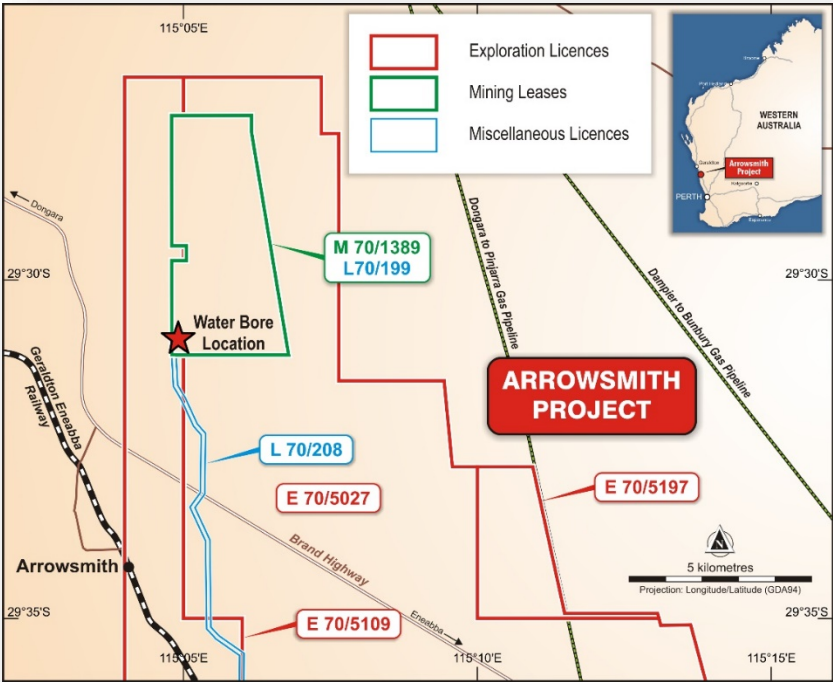 115°05'E
Exploration Licences
Mining Leases
Miscellaneous Licences
WESTERN
AUSTRALIA
Geraldton
Arrowsmith
Project
Kalgoorlie
PERTH
Esperance
Dongara
29°30'S
M 70/1389
L70/199
Water Bore
Location
Dongara to Pinjarra Gas Pipeline
Dampier to Bunbury Gas Pipeline
29°30'S
Geraldton Eneabba
Railway
ARROWSMITH
PROJECT
L 70/208
E 70/5027
E 70/5197
Arrowsmith
Brand Highway
N
5 kilometres
Projection: Longitude/Latitude (GDA94)
29°35'S
E 70/5109
Eneabba
29°35'S
115°05'E
115°10'E
115°15'E